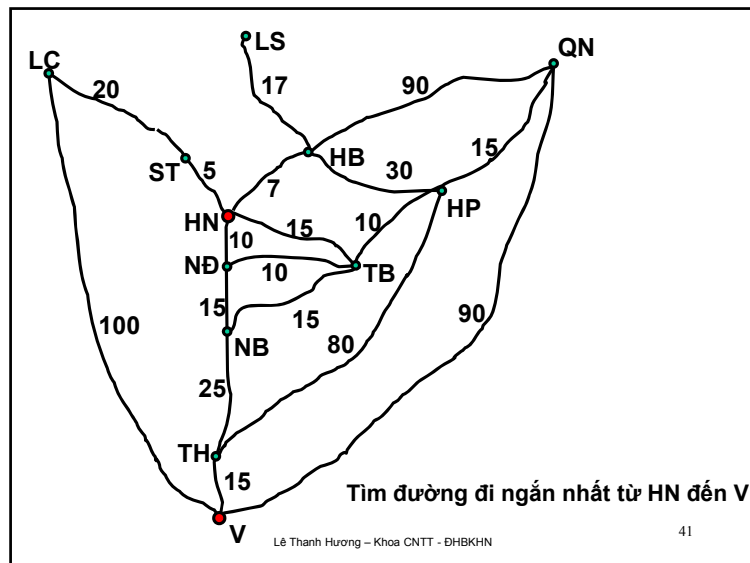 LS
QN
LC
20
17
90
HB
15
ST
5
7
30
HP
HN
15
10
10
NĐ
10
TB
15
15
100
NB
80
90
25
TH
15
Tìm đường đi ngắn nhất từ HN đến V
V
Lê Thanh Hương – Khoa CNTT - ĐHBKHN
41